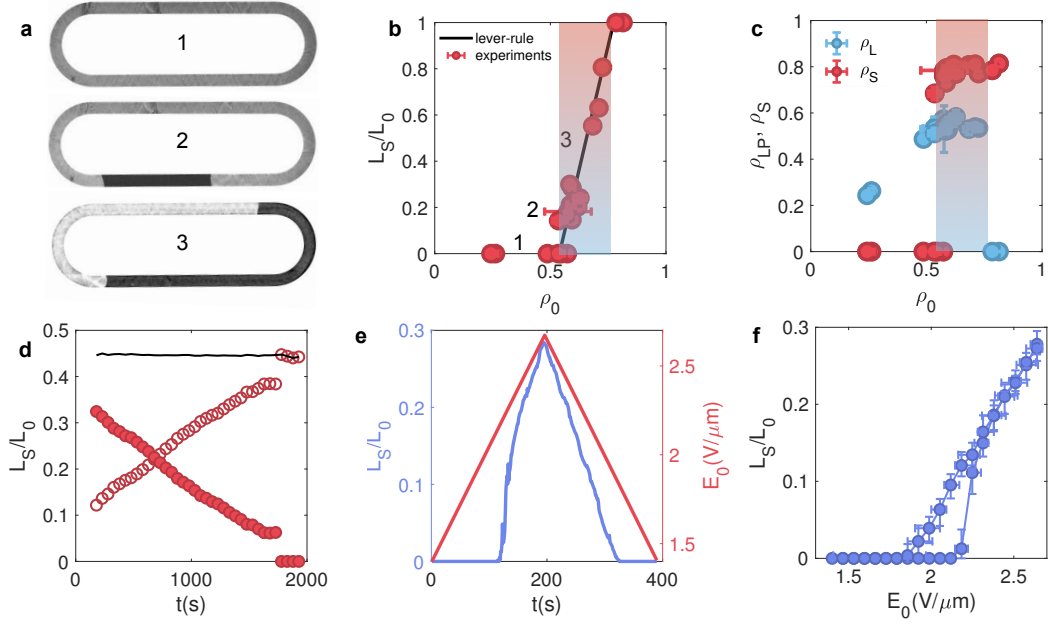 a
1
2
3
b
lever-rule
experiments
L_S/L_0
1
0.8
0.6
0.4
0.2
0
3
2
1
0
0.5
1
ρ_0
c
ρ_L
ρ_S
ρ_LP, ρ_S
1
0.8
0.6
0.4
0.2
0
0
0.5
1
ρ_0
d
L_S/L_0
0.5
0.4
0.3
0.2
0.1
0
0
1000
2000
t(s)
e
L_S/L_0
0.3
0.2
0.1
0
2.5
2
1.5
E_0(V/μm)
0
200
400
t(s)
f
L_S/L_0
0.3
0.2
0.1
0
1.5
2
2.5
E_0(V/μm)